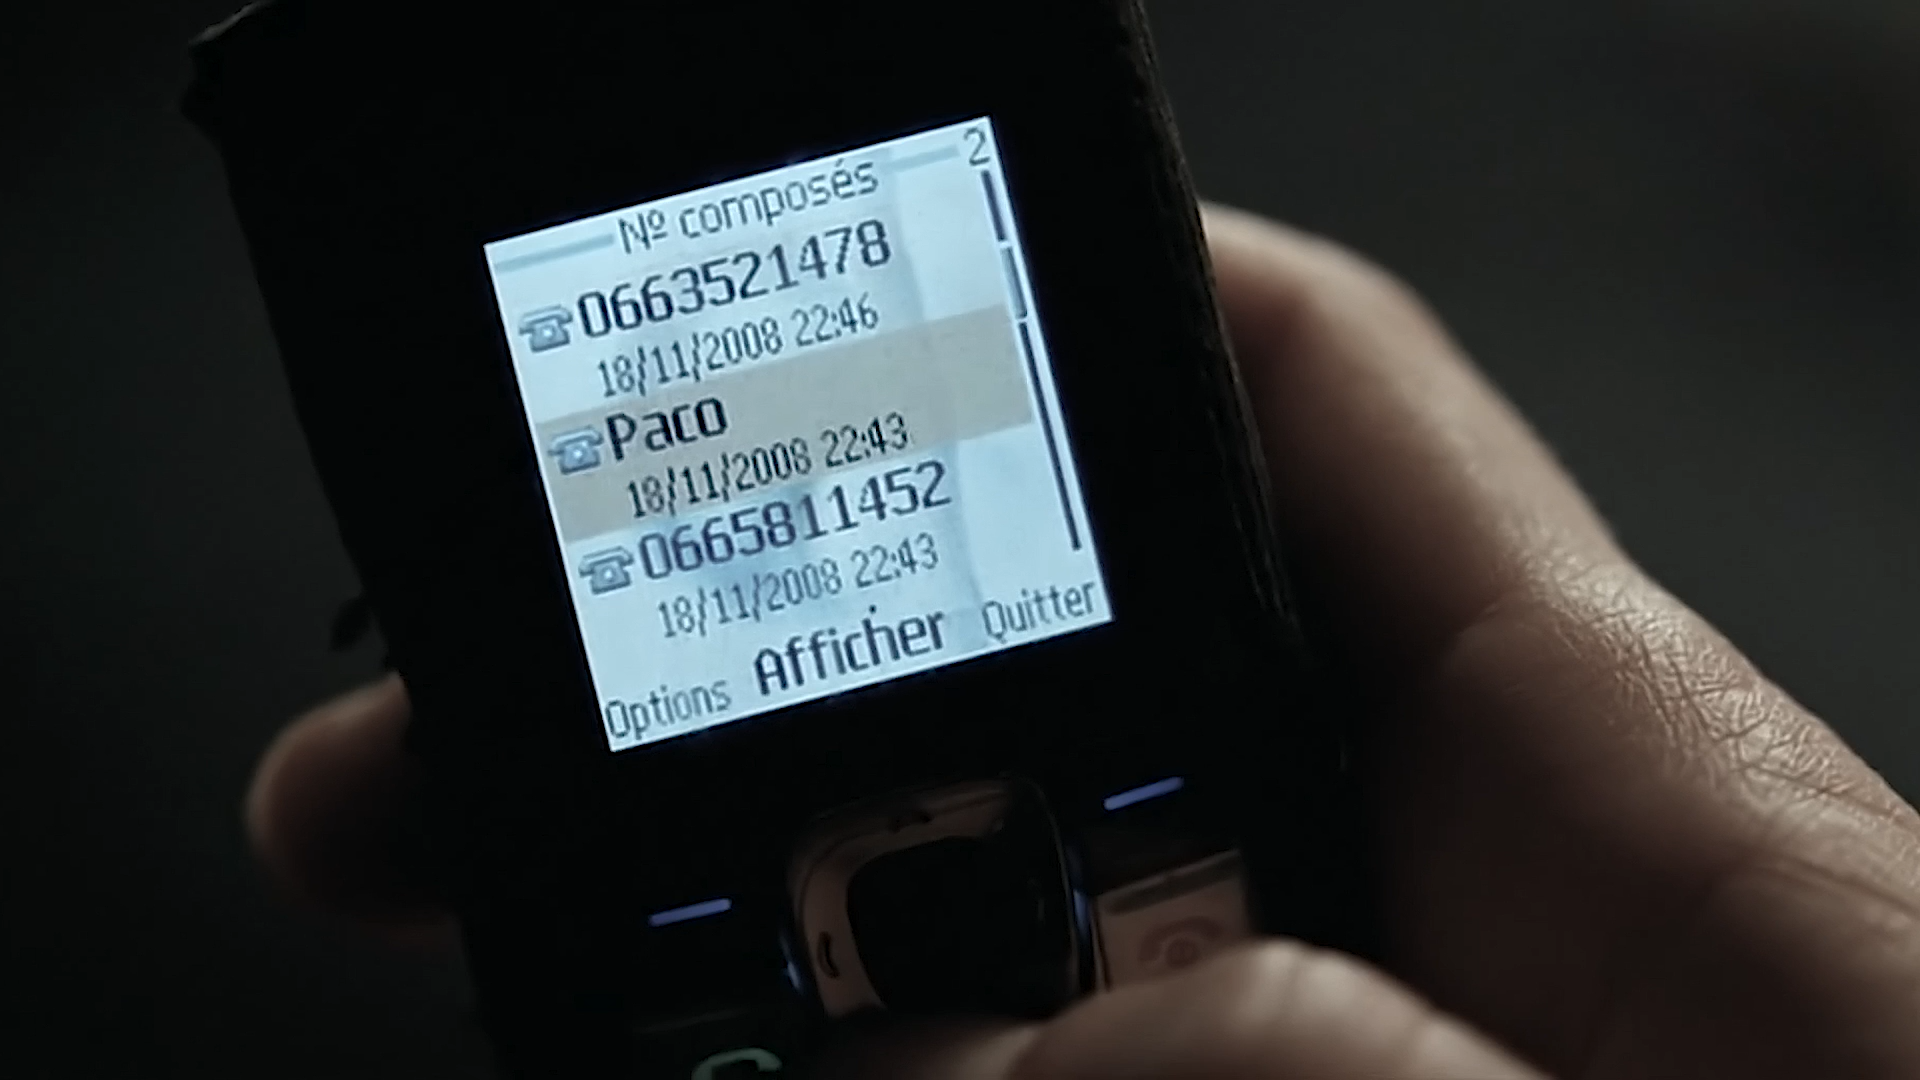 2
Nº composés
0663521478
18/11/2008 22:46
Paco
18/11/2008 22:43
0665811452
18/11/2008 22:43
Options Afficher Quitter